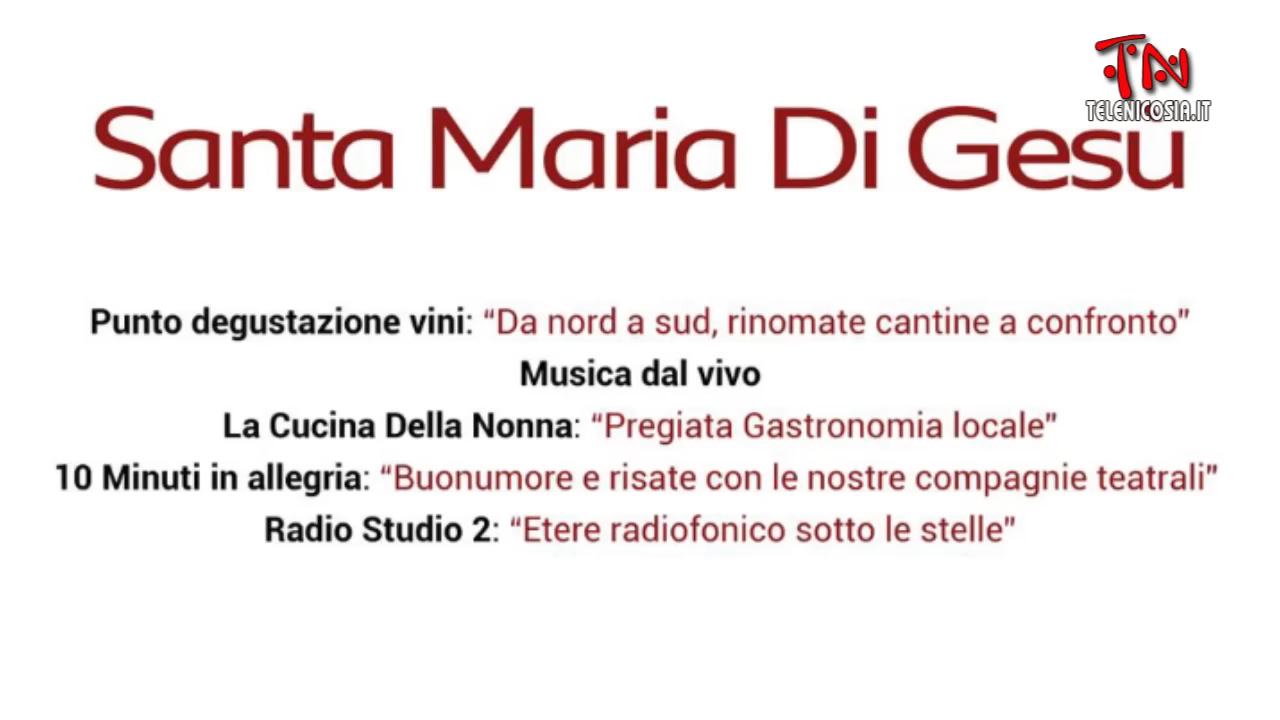 TN
TELENICOSIA.IT
Santa Maria Di Gesù
Punto degustazione vini: “Da nord a sud, rinomate cantine a confronto”
Musica dal vivo
La Cucina Della Nonna: “Pregiata Gastronomia locale”
10 Minuti in allegria: “Buonumore e risate con le nostre compagnie teatrali”
Radio Studio 2: “Etere radiofonico sotto le stelle”